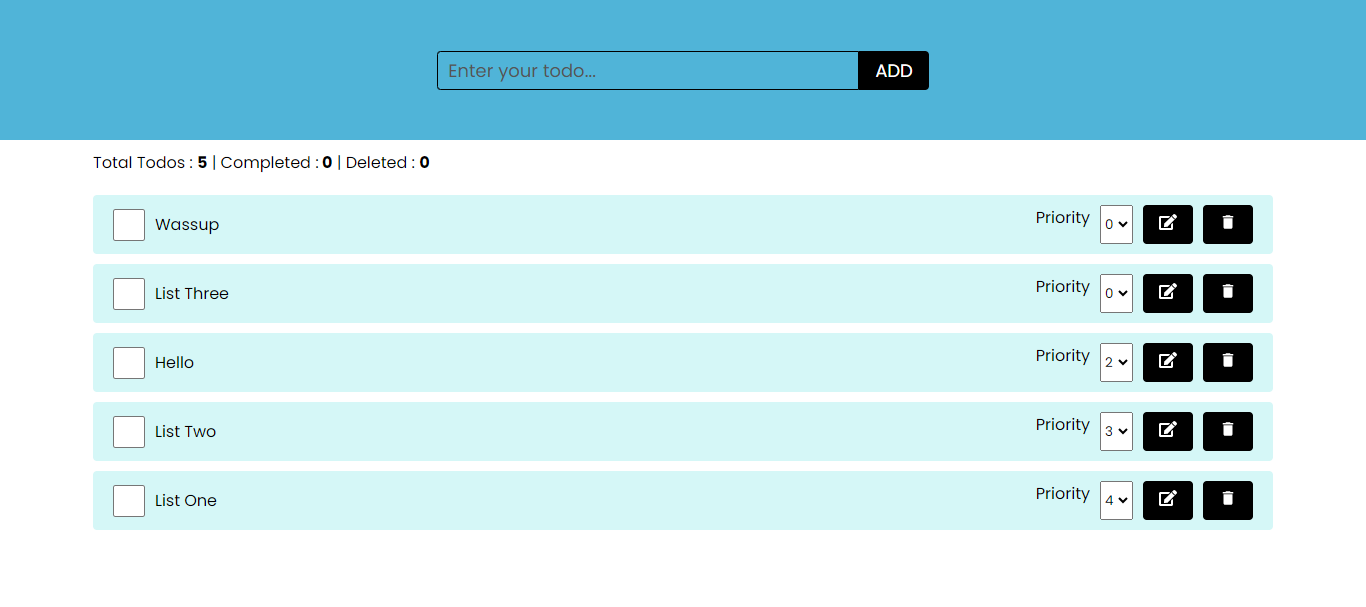 Enter your todo... ADD
Total Todos : 5 | Completed : 0 | Deleted : 0
Wassup Priority 0
List Three Priority 0
Hello Priority 2
List Two Priority 3
List One Priority 4